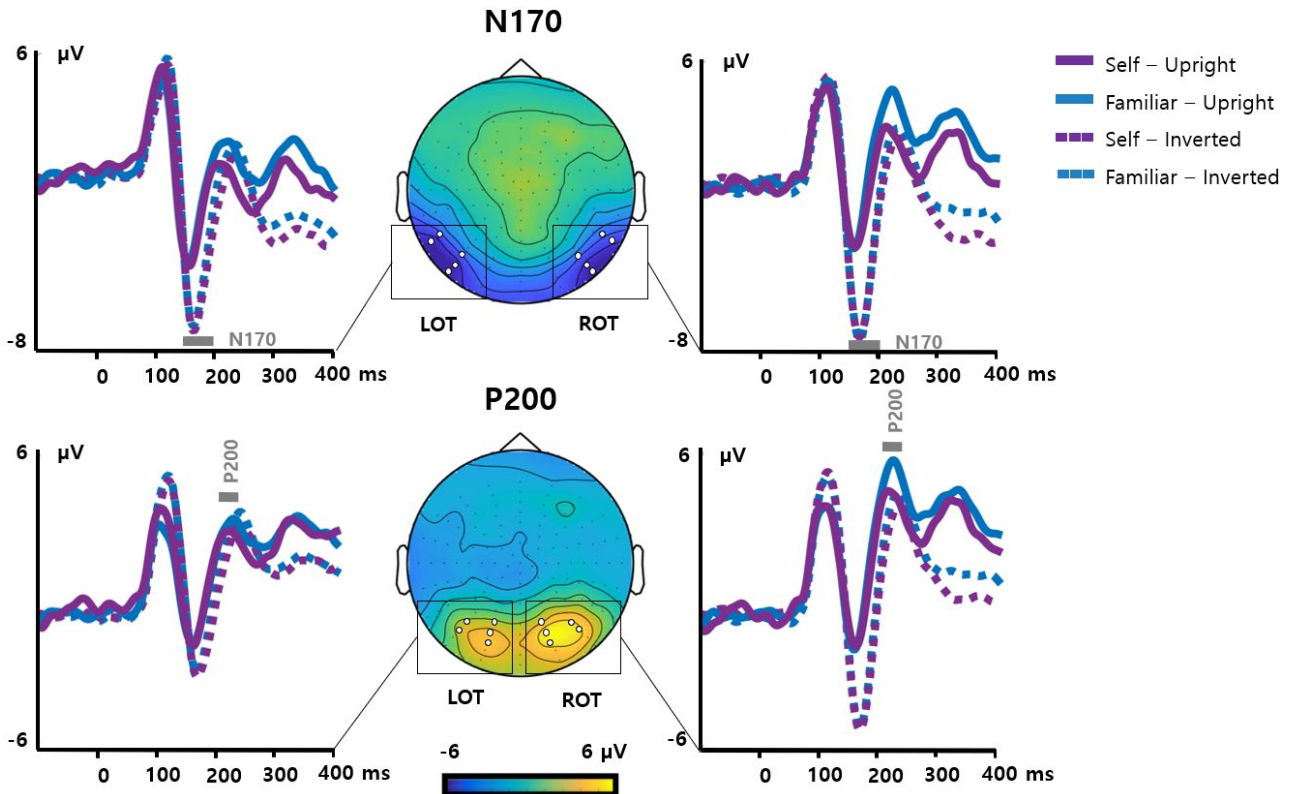 N170
6 μV
-8
N170
0 100 200 300 400 ms
LOT ROT
6 μV
-8
N170
0 100 200 300 400 ms
Self – Upright
Familiar – Upright
Self – Inverted
Familiar – Inverted
P200
6 μV
P200
-6
0 100 200 300 400 ms
LOT ROT
-6 6 μV
P200
6 μV
-6
0 100 200 300 400 ms